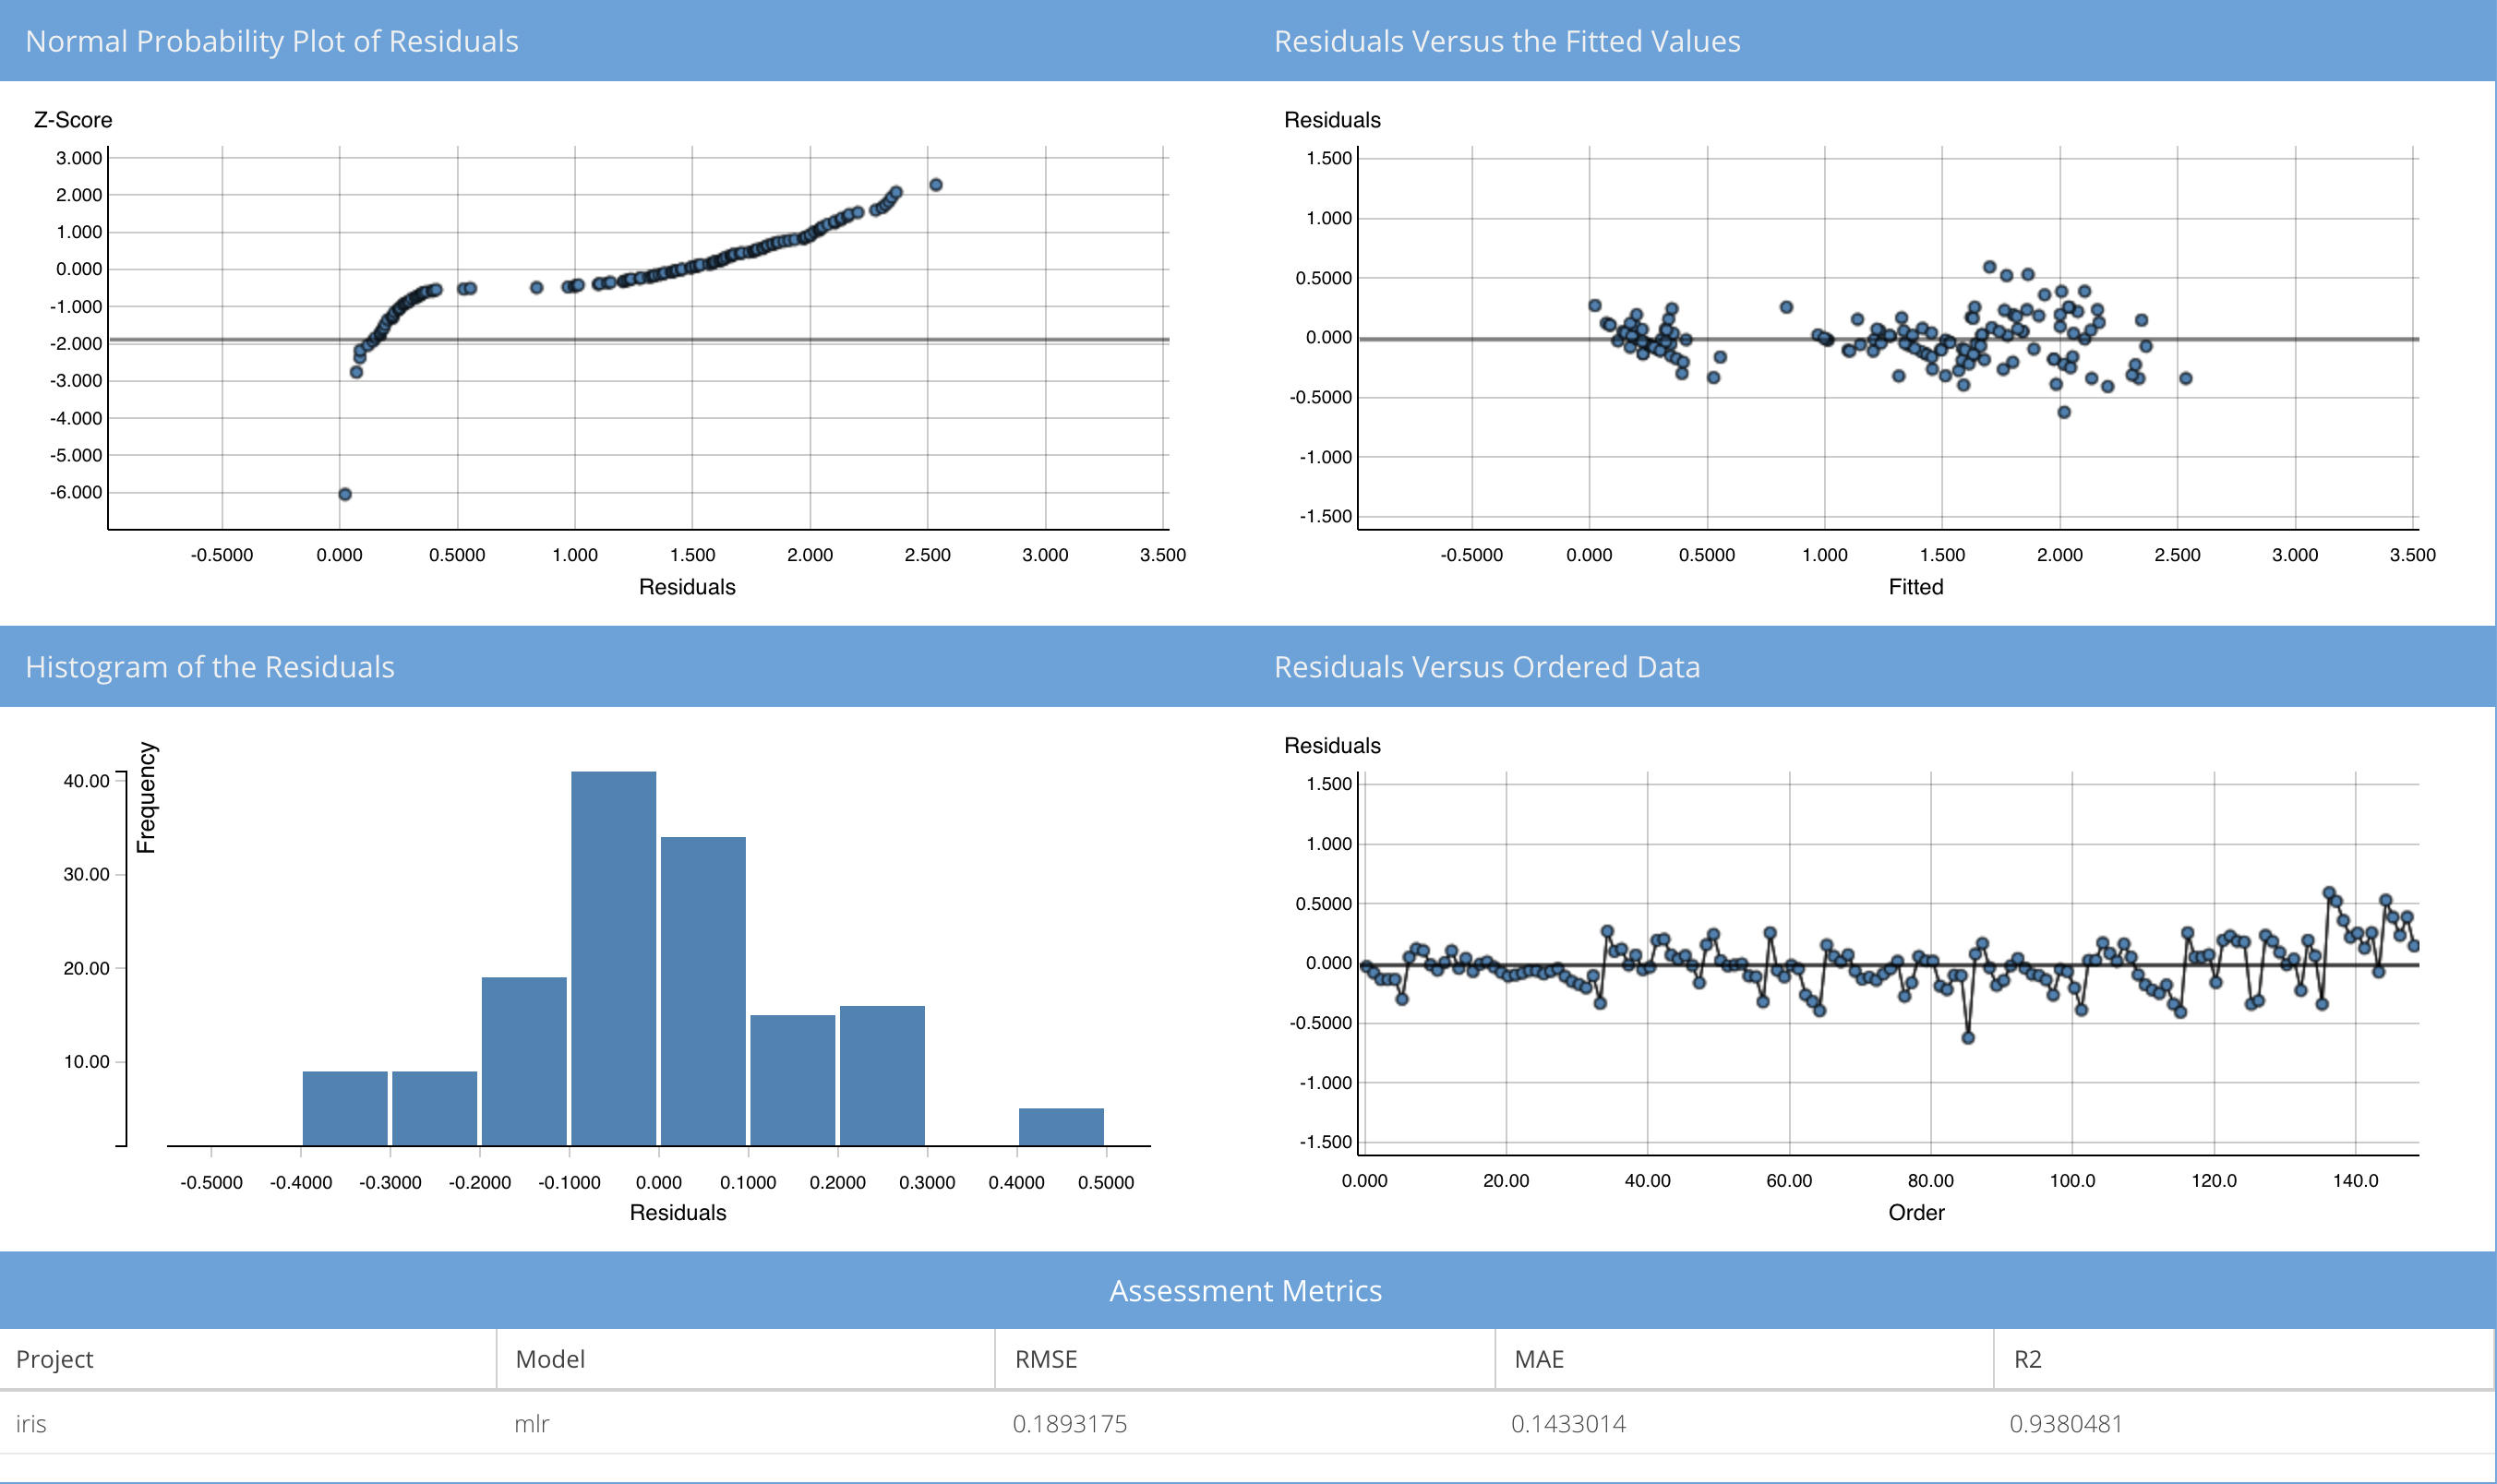 Normal Probability Plot of Residuals
Residuals Versus the Fitted Values
Z-Score
3.000
2.000
1.000
0.000
-1.000
-2.000
-3.000
-4.000
-5.000
-6.000
-0.5000 0.000 0.5000 1.000 1.500 2.000 2.500 3.000 3.500
Residuals
Residuals
1.500
1.000
0.5000
0.000
-0.5000
-1.000
-1.500
-0.5000 0.000 0.5000 1.000 1.500 2.000 2.500 3.000 3.500
Fitted
Histogram of the Residuals
Residuals Versus Ordered Data
Frequency
40.00
30.00
20.00
10.00
-0.5000 -0.4000 -0.3000 -0.2000 -0.1000 0.000 0.1000 0.2000 0.3000 0.4000 0.5000
Residuals
Residuals
1.500
1.000
0.5000
0.000
-0.5000
-1.000
-1.500
0.000 20.00 40.00 60.00 80.00 100.0 120.0 140.0
Order
Assessment Metrics
Project Model RMSE MAE R2
iris mlr 0.1893175 0.1433014 0.9380481